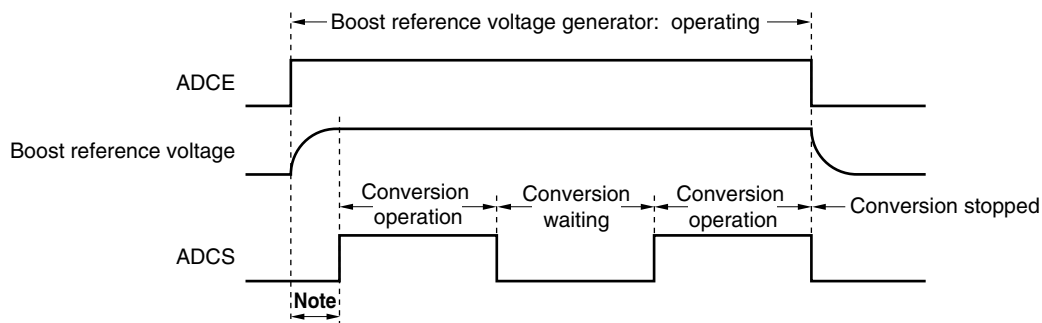 Boost reference voltage generator: operating
ADCE
Boost reference voltage
Conversion
operation
Conversion
waiting
Conversion
operation
Conversion stopped
ADCS
Note